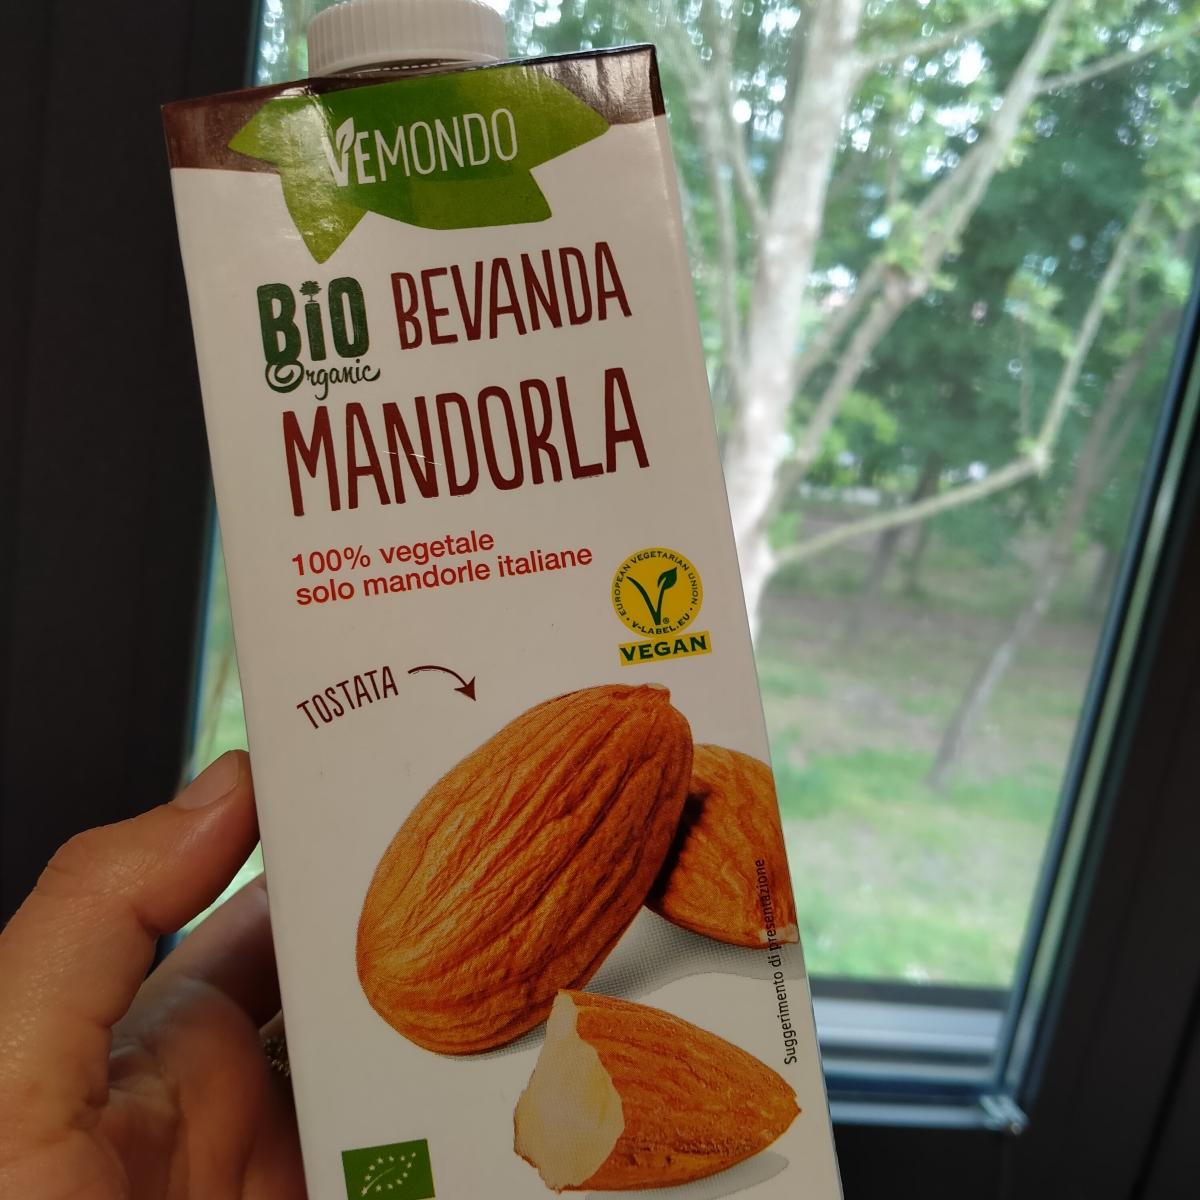 VEMONDO
BIO
Organic
BEVANDA
MANDORLA
100% vegetale
solo mandorle italiane
EUROPEAN VEGETARIAN UNION
V-LABEL.EU
VEGAN
TOSTATA
Suggerimento di presentazione